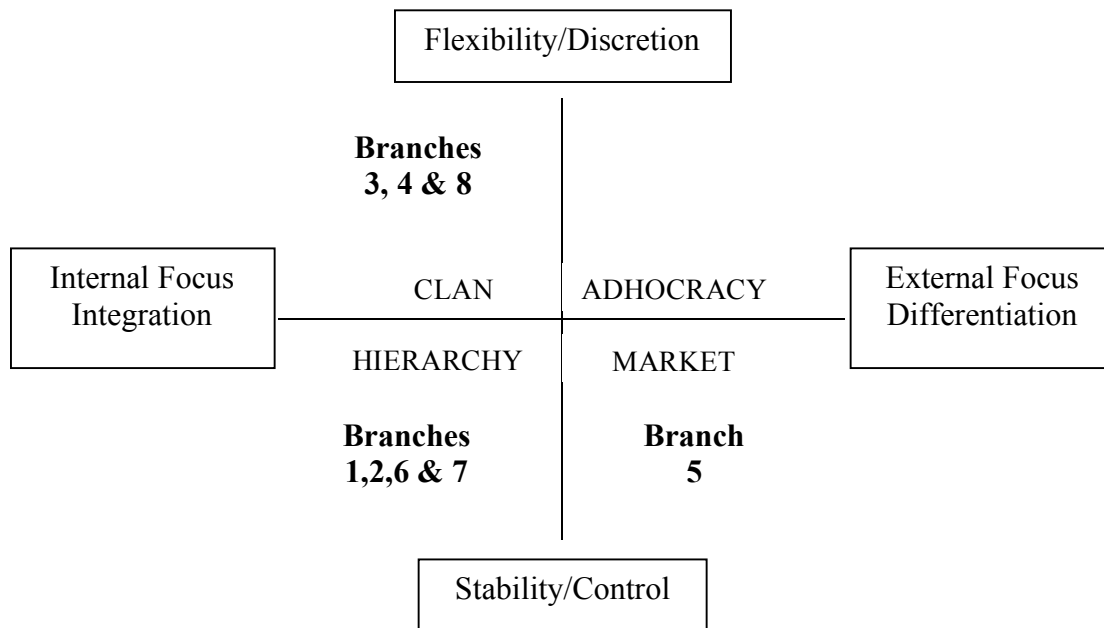 Flexibility/Discretion
Branches
3, 4 & 8
Internal Focus
Integration
CLAN
ADHOCRACY
External Focus
Differentiation
HIERARCHY
MARKET
Branches
1,2,6 & 7
Branch
5
Stability/Control